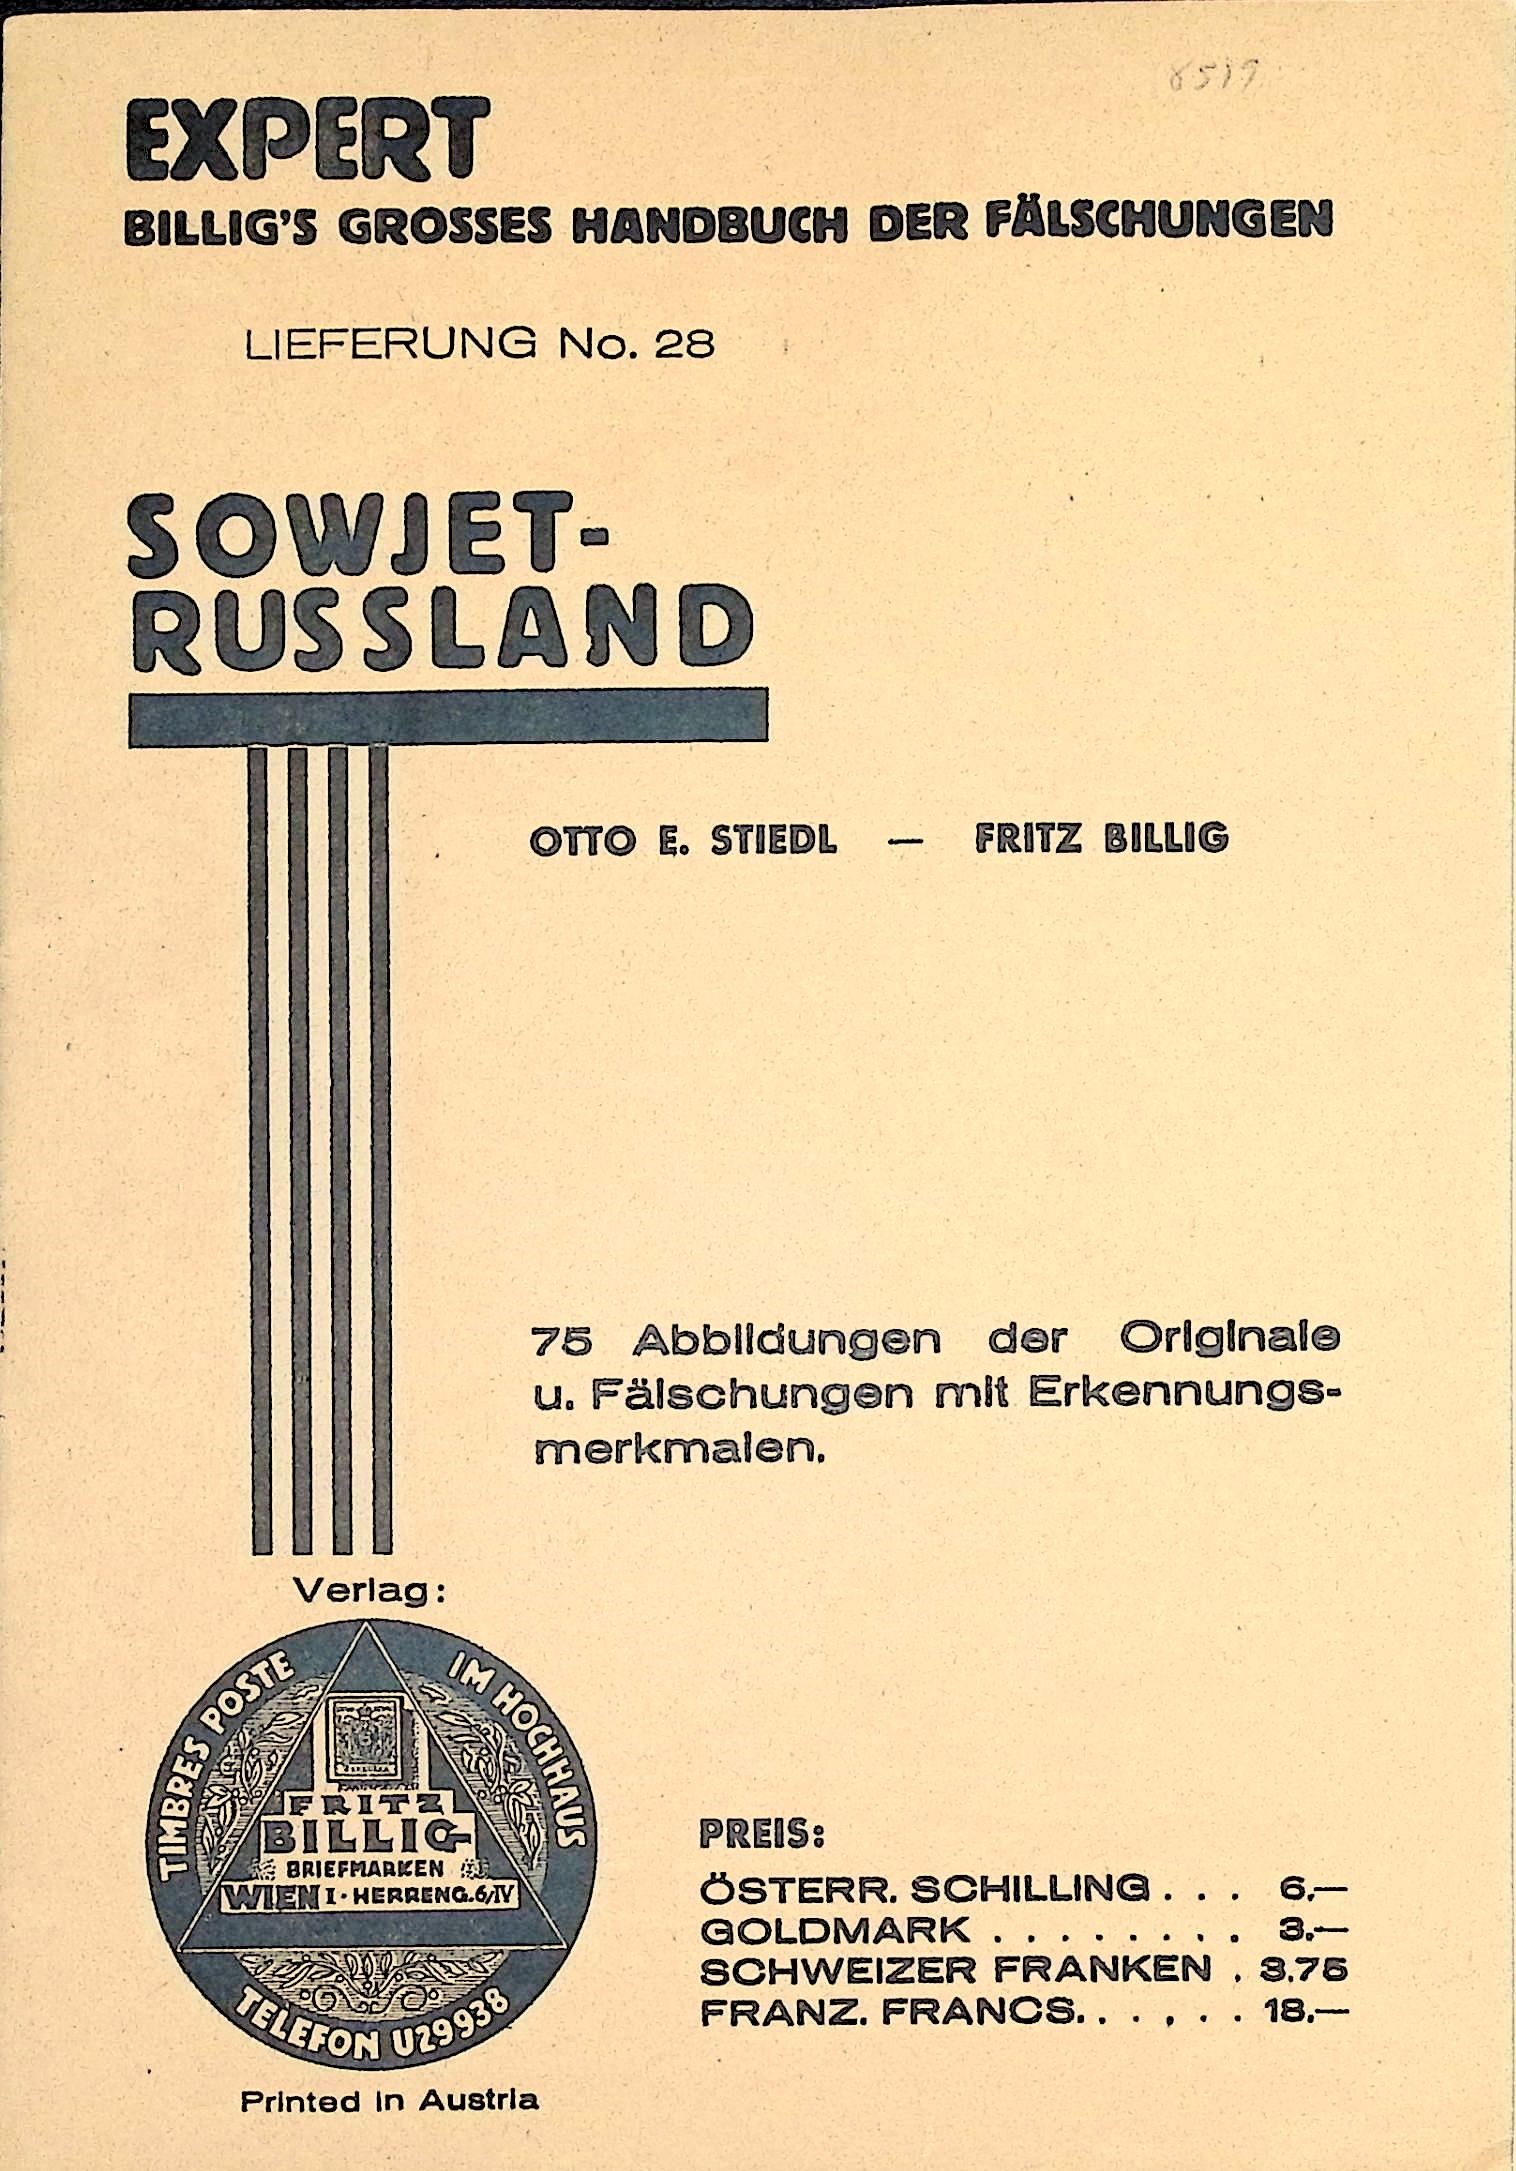 8519
EXPERT
BILLIG'S GROSSES HANDBUCH DER FÄLSCHUNGEN
LIEFERUNG No. 28
SOWJET-
RUSSLAND
OTTO E. STIEDL — FRITZ BILLIG
75 Abbildungen der Originale
u. Fälschungen mit Erkennungs-
merkmalen.
Verlag:
TIMBRES POSTE IM HOCHHAUS
FRITZ
BILLIG
BRIEFMARKEN
WIEN I · HERRENG. 6/IV
TELEFON U29938
Printed in Austria
PREIS:
ÖSTERR. SCHILLING . . . 6.—
GOLDMARK . . . . . . . . 3.—
SCHWEIZER FRANKEN . 3.75
FRANZ. FRANCS. . . . . . 18.—